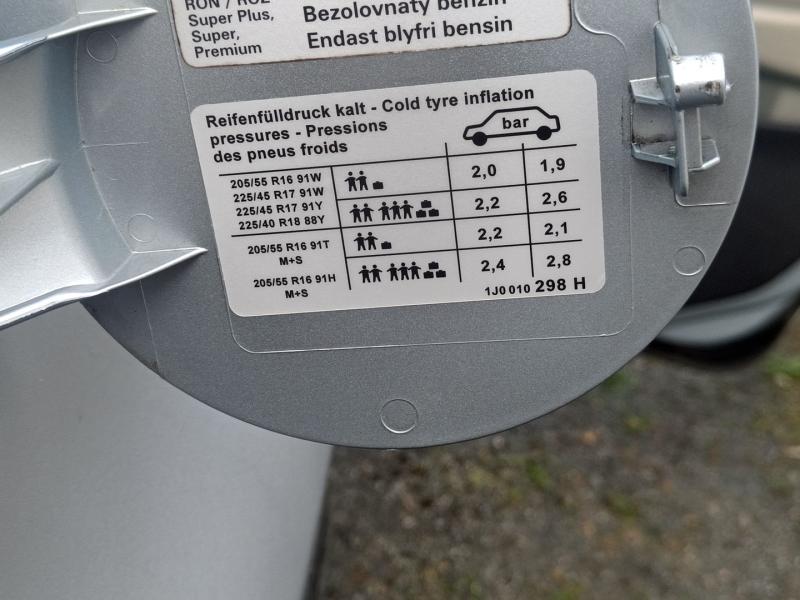 RON / ROZ
Super Plus,
Super,
Premium
Bezolovnatý benzin
Endast blyfri bensin
Reifenfülldruck kalt - Cold tyre inflation
pressures - Pressions
des pneus froids
bar
205/55 R16 91W
225/45 R17 91W
225/45 R17 91Y
225/40 R18 88Y
2,0 1,9
2,2 2,6
205/55 R16 91T
M+S
205/55 R16 91H
M+S
2,2 2,1
2,4 2,8
1J0 010 298 H